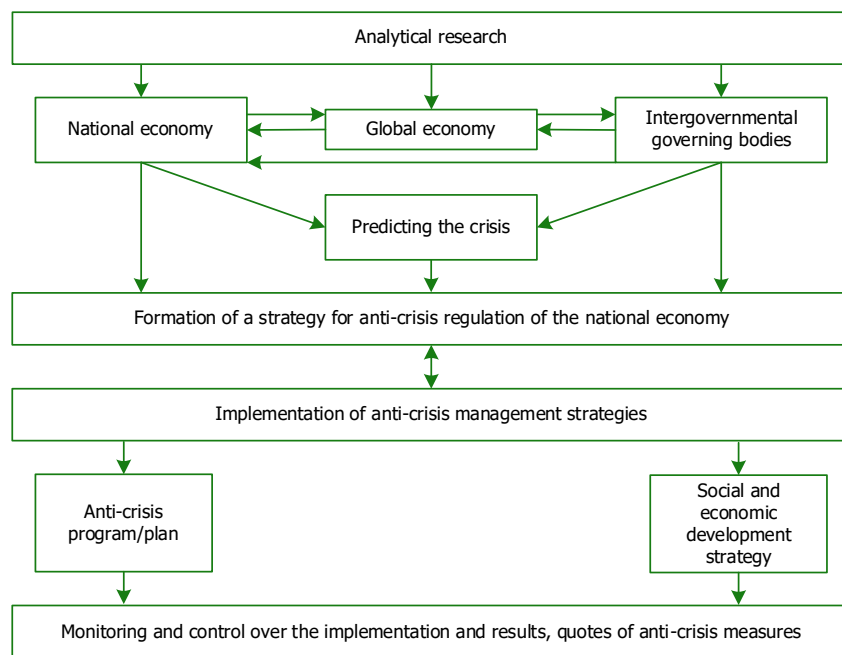 Analytical research
National economy
Global economy
Intergovernmental
governing bodies
Predicting the crisis
Formation of a strategy for anti-crisis regulation of the national economy
Implementation of anti-crisis management strategies
Anti-crisis
program/plan
Social and
economic
development
strategy
Monitoring and control over the implementation and results, quotes of anti-crisis measures